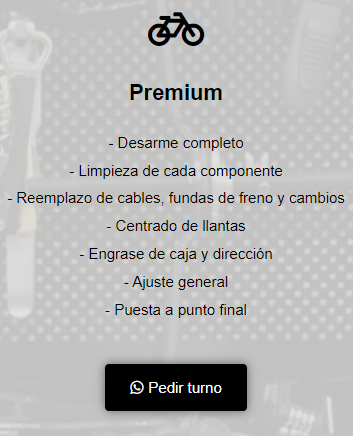 Premium
- Desarme completo
- Limpieza de cada componente
- Reemplazo de cables, fundas de freno y cambios
- Centrado de llantas
- Engrase de caja y dirección
- Ajuste general
- Puesta a punto final
Pedir turno